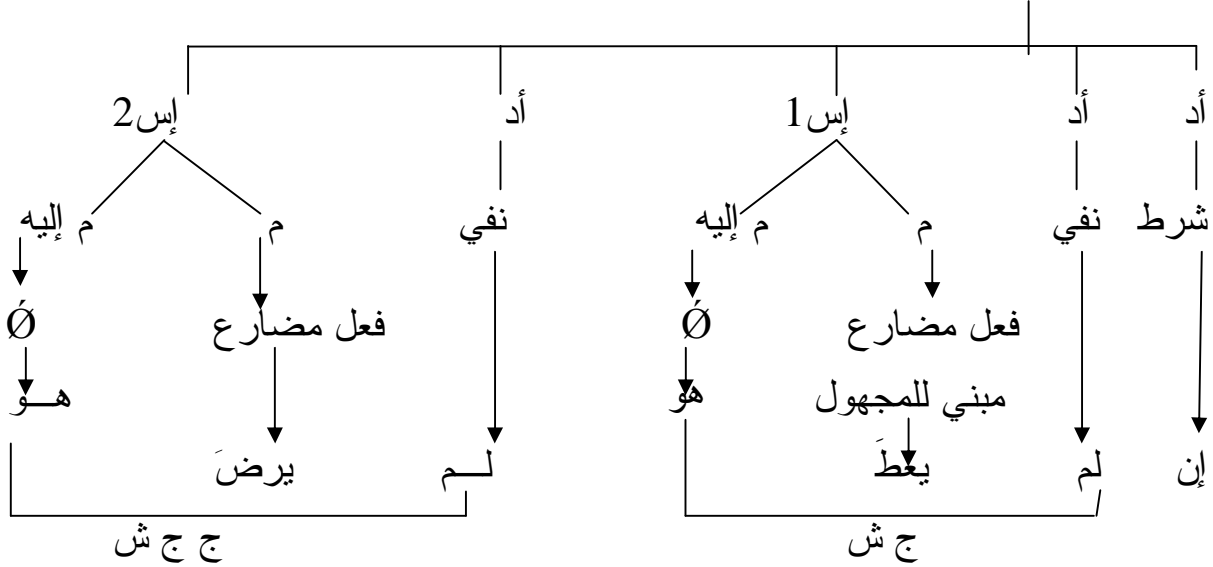 أد أد إس1 أد إس2
شرط نفي م م إليه نفي م م إليه
فعل مضارع Ǿ فعل مضارع Ǿ
مبني للمجهول هو هــو
إن لم يعطَ لــم يرضَ
ج ش ج ج ش